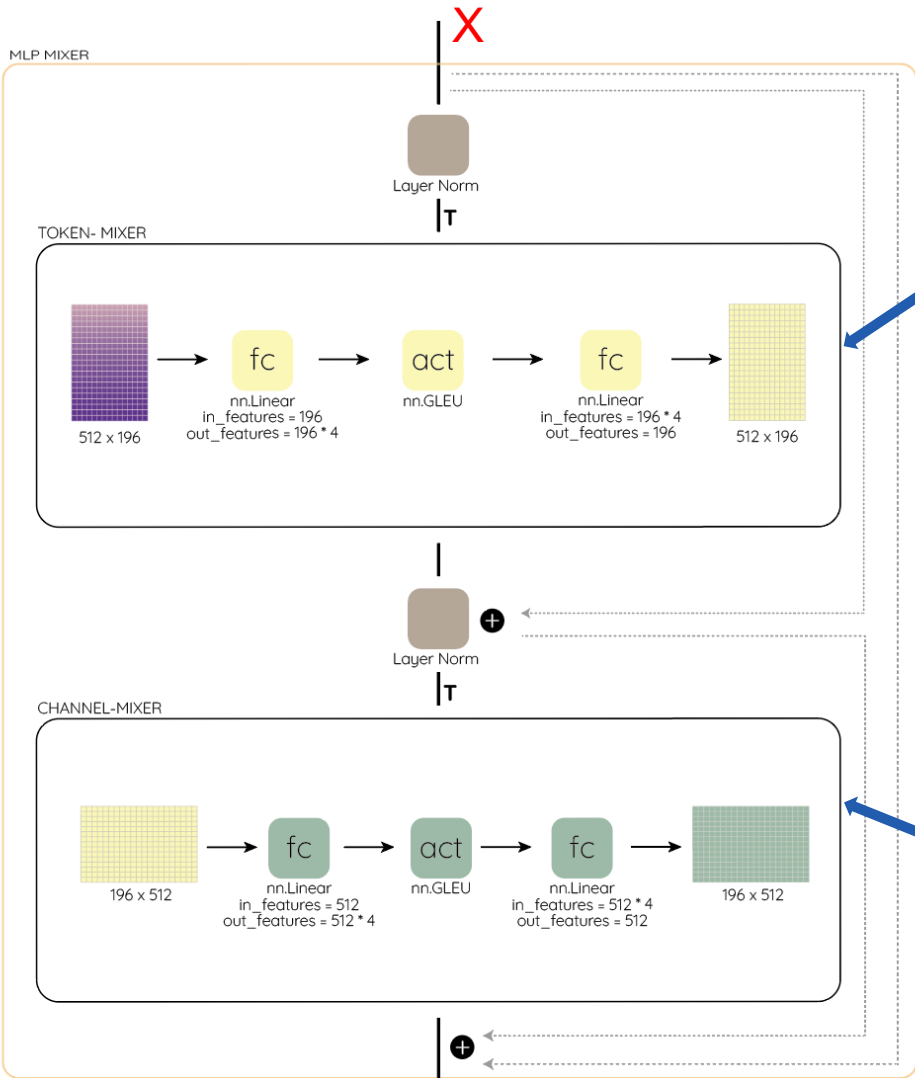 X
MLP MIXER
Layer Norm
T
TOKEN- MIXER
512 x 196
fc
nn.Linear
in_features = 196
out_features = 196 * 4
act
nn.GLEU
fc
nn.Linear
in_features = 196 * 4
out_features = 196
512 x 196
+
Layer Norm
T
CHANNEL-MIXER
196 x 512
fc
nn.Linear
in_features = 512
out_features = 512 * 4
act
nn.GLEU
fc
nn.Linear
in_features = 512 * 4
out_features = 512
196 x 512
+